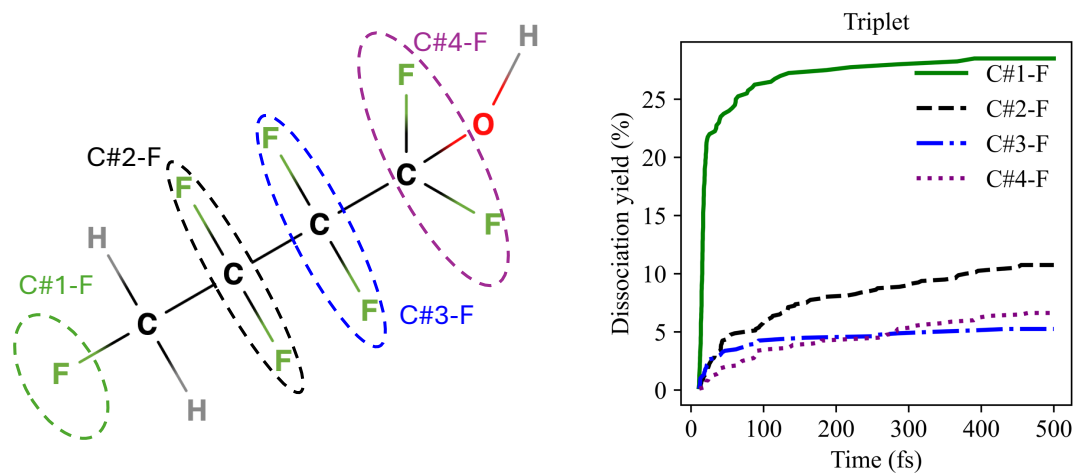 C#4-F
H
F
O
F
C#2-F
C
F
F
H
C
C#1-F
C
F
C#3-F
C
F
F
H
Triplet
Dissociation yield (%)
25
20
15
10
5
0
C#1-F
C#2-F
C#3-F
C#4-F
0 100 200 300 400 500
Time (fs)